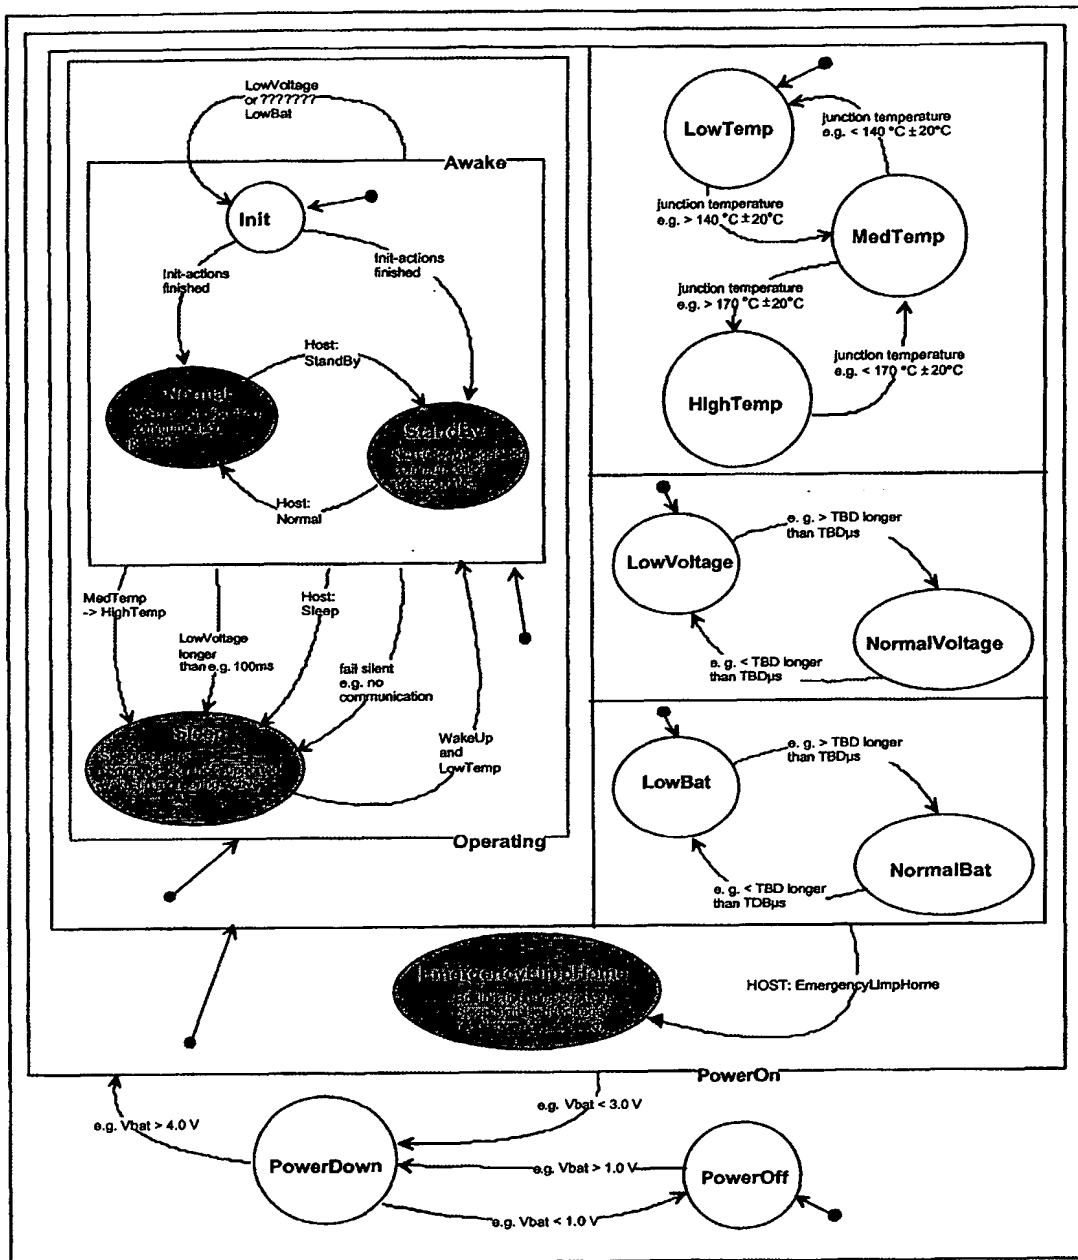 LowVoltage
or ???????
LowBat
Awake
Init
Init-actions
finished
Init-actions
finished
Host:
StandBy
Normal
StandBy
Host:
Normal
MedTemp
-> HighTemp
LowVoltage
longer
than e.g. 100ms
Host:
Sleep
fail silent
e.g. no
communication
WakeUp
and
LowTemp
Sleep
Operating
LowTemp
junction temperature
e.g. < 140 °C ± 20°C
junction temperature
e.g. > 140 °C ± 20°C
MedTemp
junction temperature
e.g. > 170 °C ±20°C
junction temperature
e.g. < 170 °C ± 20°C
HighTemp
LowVoltage
e. g. > TBD longer
than TBDµs
NormalVoltage
e. g. < TBD longer
than TBDµs
LowBat
e. g. > TBD longer
than TBDµs
NormalBat
e. g. < TBD longer
than TDBµs
EmergencyLimpHome
HOST: EmergencyLimpHome
PowerOn
e.g. Vbat > 4.0 V
e.g. Vbat < 3.0 V
PowerDown
e.g. Vbat > 1.0 V
PowerOff
e.g. Vbat < 1.0 V